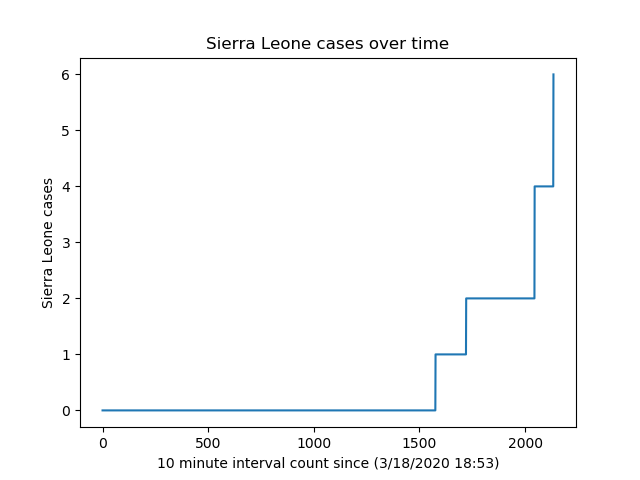 Sierra Leone cases over time
6
5
4
3
2
1
0
Sierra Leone cases
0 500 1000 1500 2000
10 minute interval count since (3/18/2020 18:53)